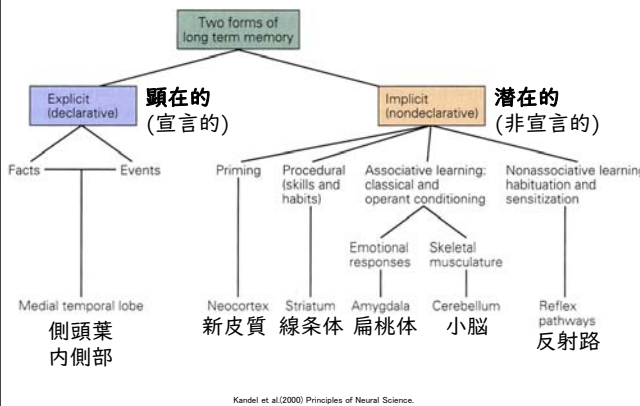 Two forms of
long term memory
Explicit
(declarative)
顕在的
(宣言的)
Implicit
(nondeclarative)
潜在的
(非宣言的)
Facts
Events
Priming
Procedural
(skills and
habits)
Associative learning:
classical and
operant conditioning
Nonassociative learning
habituation and
sensitization
Emotional
responses
Skeletal
musculature
Medial temporal lobe
側頭葉
内側部
Neocortex
新皮質
Striatum
線条体
Amygdala
扁桃体
Cerebellum
小脳
Reflex
pathways
反射路
Kandel et al.(2000) Principles of Neural Science.